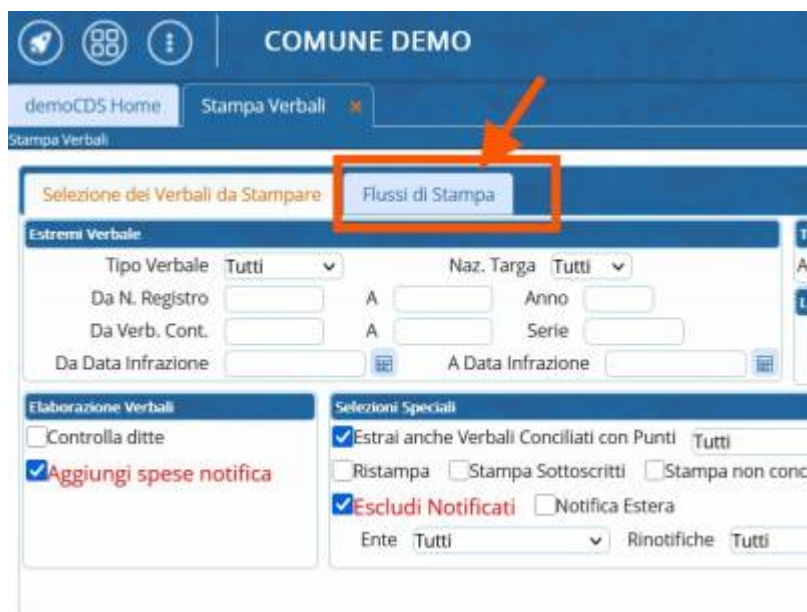 COMUNE DEMO
demoCDS Home Stampa Verbali ×
Stampa Verbali
Selezione dei Verbali da Stampare Flussi di Stampa
Estremi Verbale
Tipo Verbale Tutti Naz. Targa Tutti
Da N. Registro A Anno
Da Verb. Cont. A Serie
Da Data Infrazione A Data Infrazione
Elaborazione Verbali Selezioni Speciali
Controlla ditte Estrai anche Verbali Conciliati con Punti Tutti
Aggiungi spese notifica Ristampa Stampa Sottoscritti Stampa non conc
Escludi Notificati Notifica Estera
Ente Tutti Rinotifiche Tutti